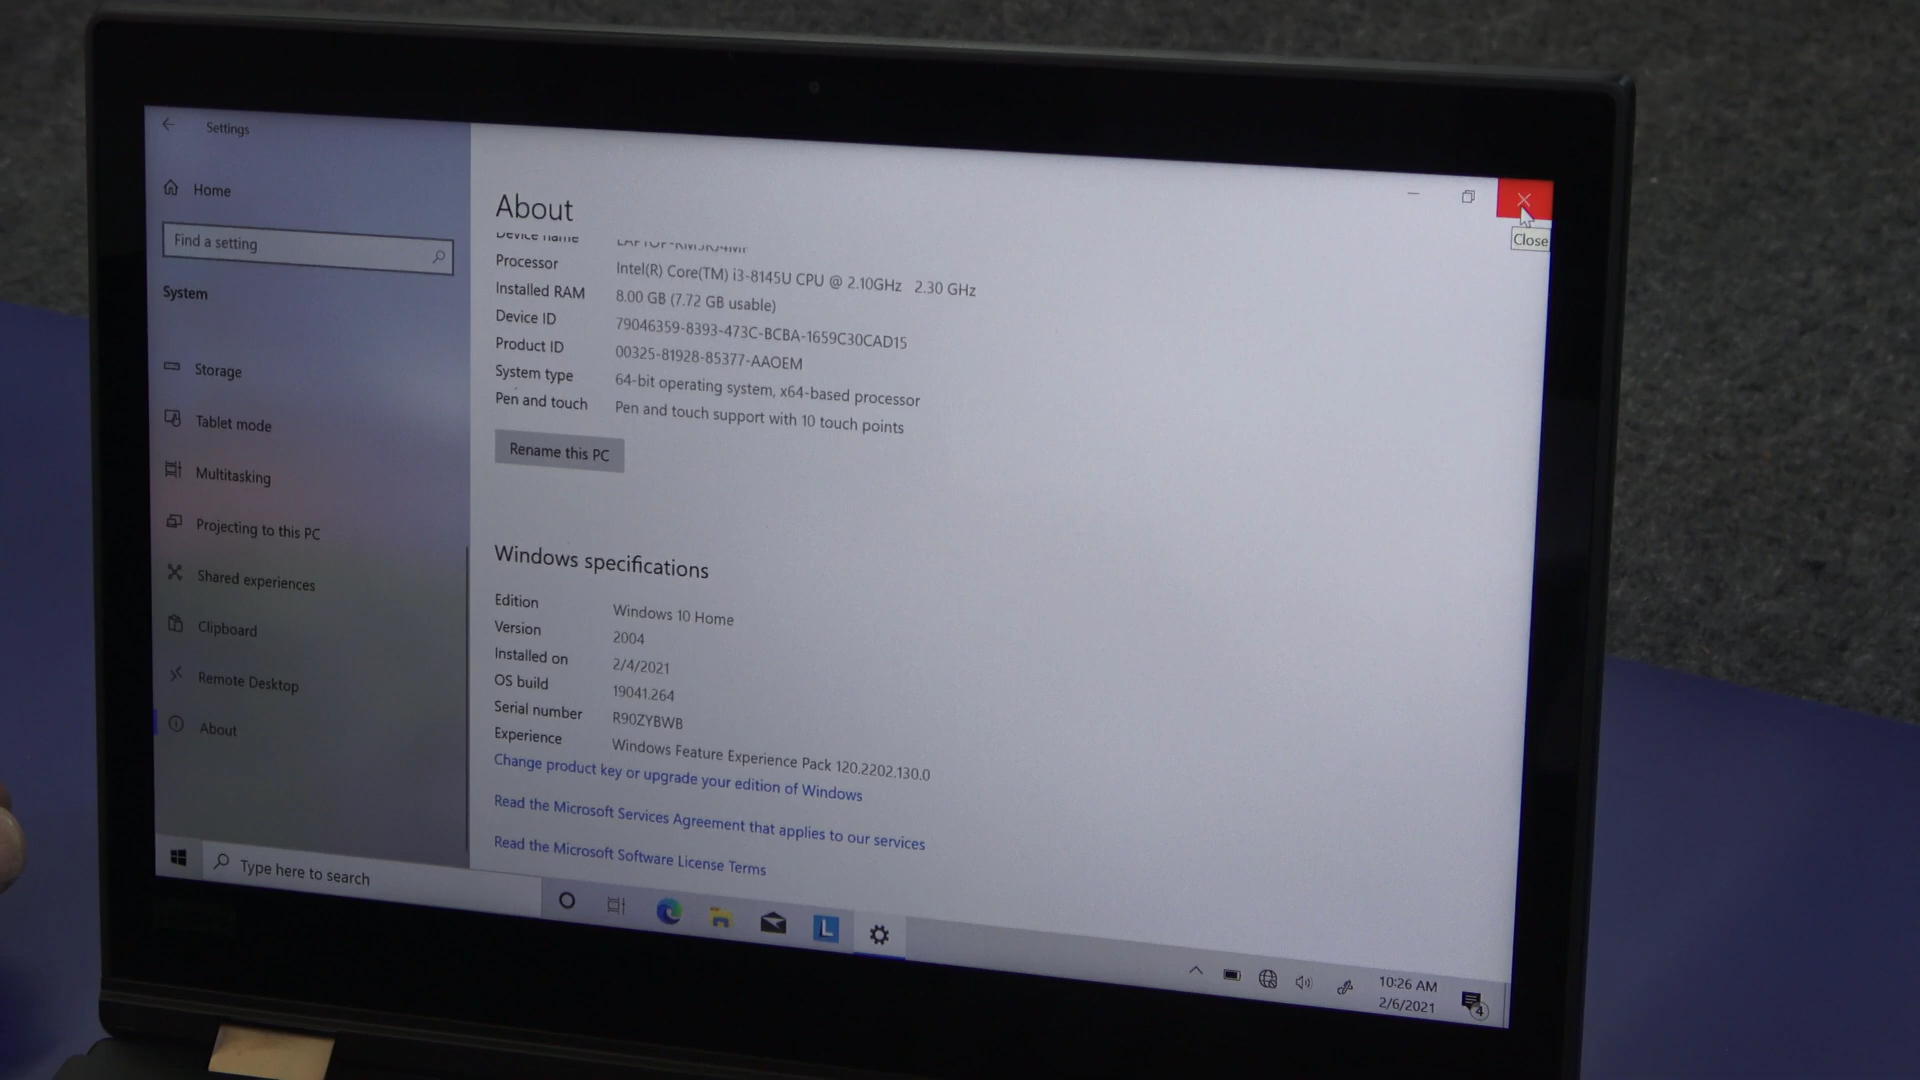 Settings
Home
Find a setting
System
Storage
Tablet mode
Multitasking
Projecting to this PC
Shared experiences
Clipboard
Remote Desktop
About
About
Close
Device name
Processor Intel(R) Core(TM) i3-8145U CPU @ 2.10GHz 2.30 GHz
Installed RAM 8.00 GB (7.72 GB usable)
Device ID 79046359-8393-473C-BCBA-1659C30CAD15
Product ID 00325-81928-85377-AAOEM
System type 64-bit operating system, x64-based processor
Pen and touch Pen and touch support with 10 touch points
Rename this PC
Windows specifications
Edition Windows 10 Home
Version 2004
Installed on 2/4/2021
OS build 19041.264
Serial number R90ZYBWB
Experience Windows Feature Experience Pack 120.2202.130.0
Change product key or upgrade your edition of Windows
Read the Microsoft Services Agreement that applies to our services
Read the Microsoft Software License Terms
Type here to search
L
10:26 AM
2/6/2021
4